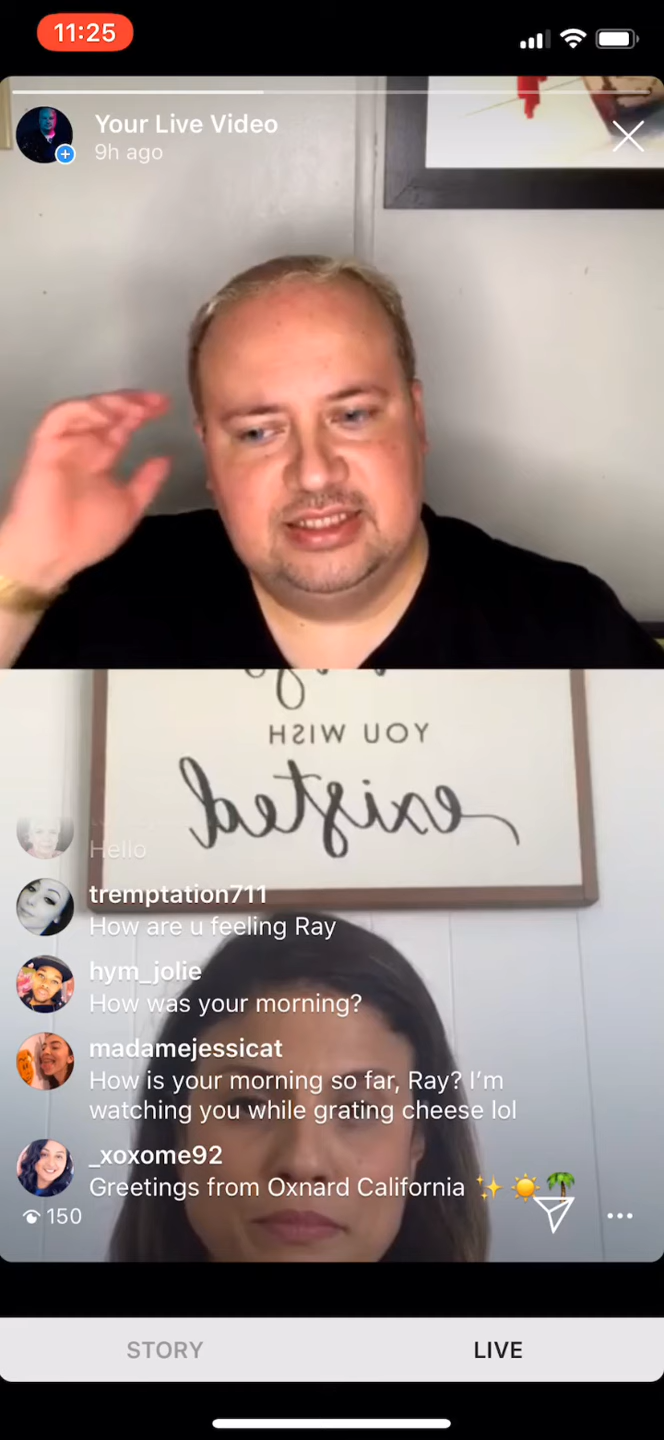 11:25
Your Live Video
9h ago
YOU WISH
existed
Hello
tremptation711
How are u feeling Ray
hym_jolie
How was your morning?
madamejessicat
How is your morning so far, Ray? I’m
watching you while grating cheese lol
_xoxome92
Greetings from Oxnard California ✨☀️🌴
150
STORY
LIVE